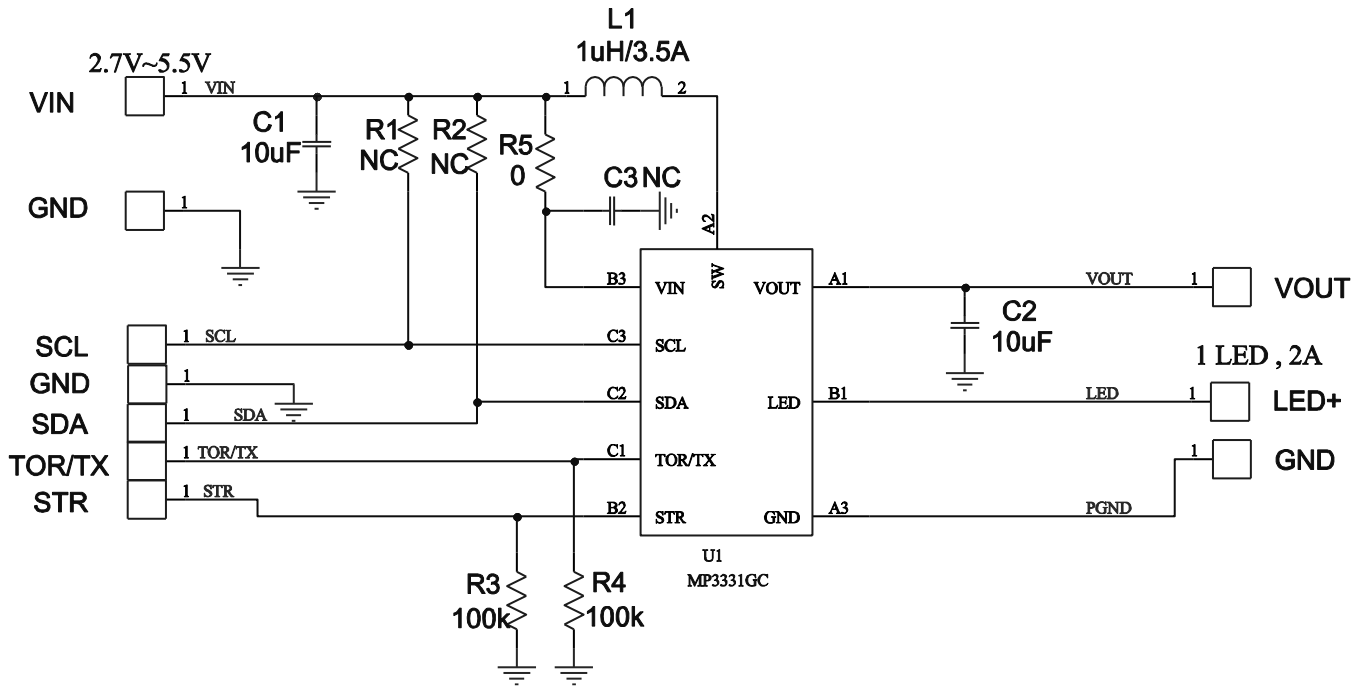 L1
1uH/3.5A
2.7V~5.5V
VIN
1 VIN
1 2
C1
10uF
R1
NC
R2
NC
R5
0
C3 NC
GND
1
A2
SW
B3
VIN
VOUT
A1
VOUT
1
VOUT
C2
10uF
SCL
1 SCL
C3
SCL
1 LED , 2A
GND
1
SDA
1 SDA
C2
SDA
LED
B1
LED
1
LED+
TOR/TX
1 TOR/TX
C1
TOR/TX
1
GND
STR
1 STR
B2
STR
GND
A3
PGND
U1
MP3331GC
R3
100k
R4
100k